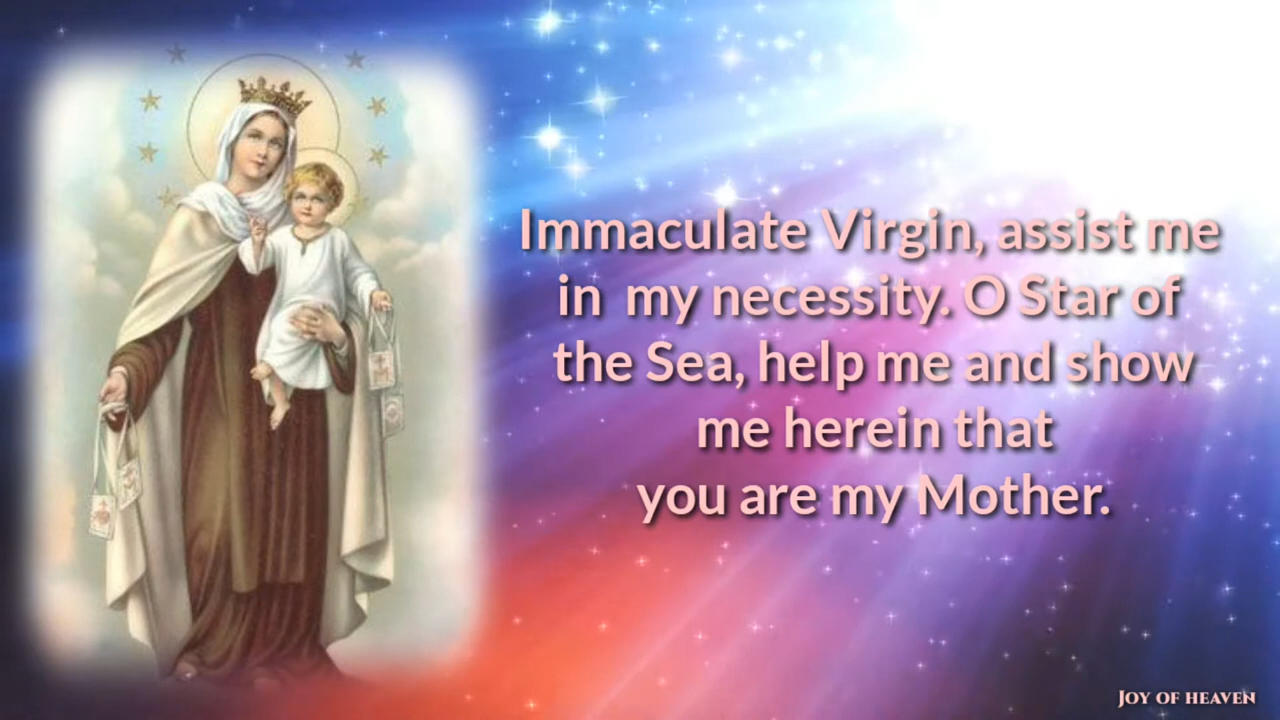 Immaculate Virgin, assist me
in  my necessity. O Star of
the Sea, help me and show
me herein that
you are my Mother.
Joy of heaven